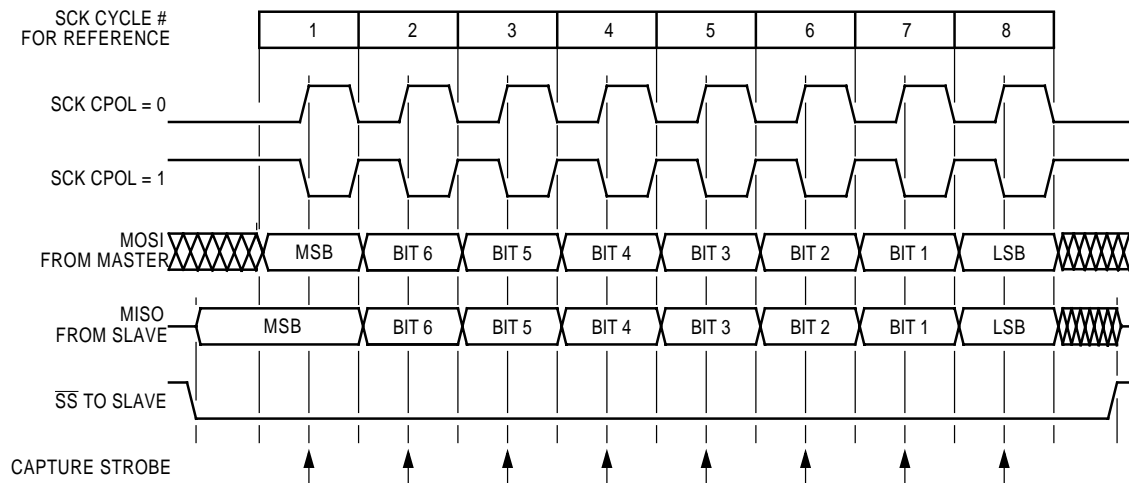 SCK CYCLE #
FOR REFERENCE
1 2 3 4 5 6 7 8
SCK CPOL = 0
SCK CPOL = 1
MOSI
FROM MASTER
MSB BIT 6 BIT 5 BIT 4 BIT 3 BIT 2 BIT 1 LSB
MISO
FROM SLAVE
MSB BIT 6 BIT 5 BIT 4 BIT 3 BIT 2 BIT 1 LSB
S̅S̅ TO SLAVE
CAPTURE STROBE